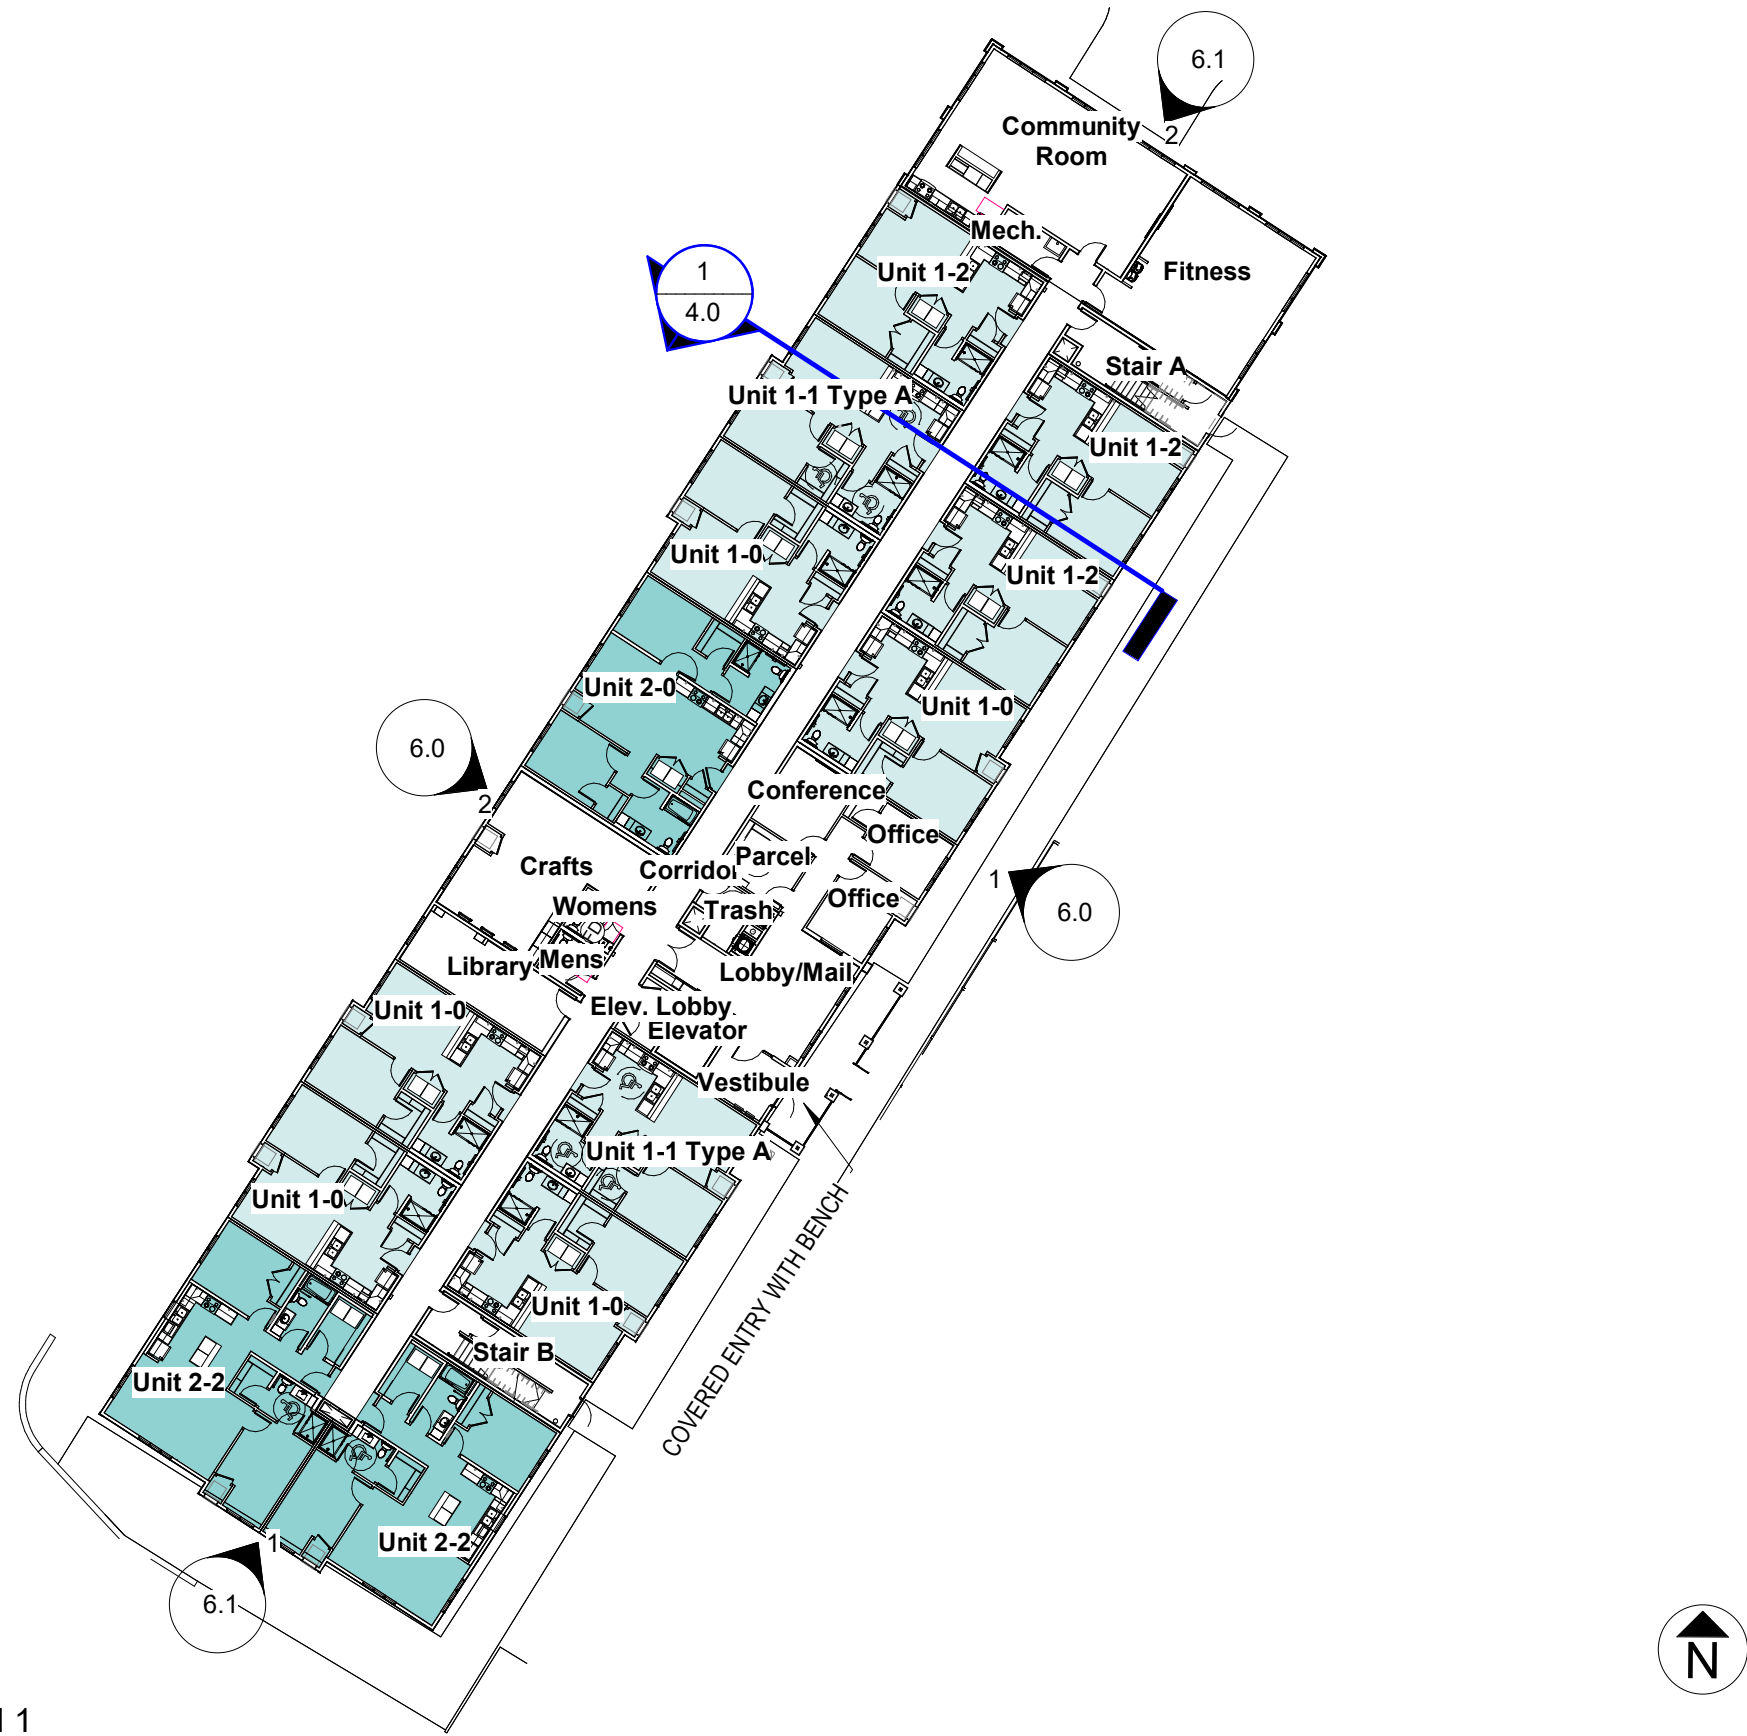 6.1
2
Community
Room
Mech.
Unit 1-2
Fitness
1
4.0
Stair A
Unit 1-1 Type A
Unit 1-2
Unit 1-0
Unit 1-2
Unit 2-0
Unit 1-0
6.0
2
Conference
Office
Crafts
Corridor
Parcel
1
6.0
Womens
Trash
Office
Library
Mens
Lobby/Mail
Unit 1-0
Elev. Lobby
Elevator
Vestibule
Unit 1-1 Type A
Unit 1-0
COVERED ENTRY WITH BENCH
Unit 1-0
Stair B
Unit 2-2
Unit 2-2
1
6.1
N
1